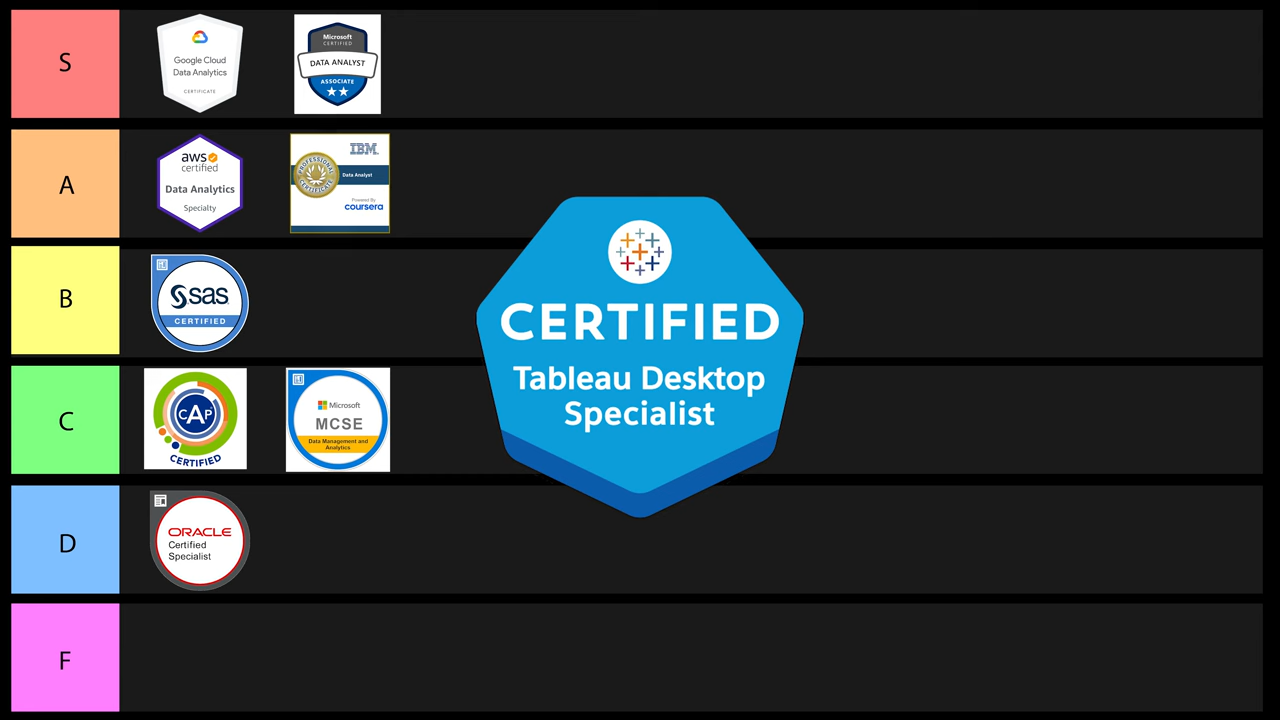 S
Google Cloud
Data Analytics
CERTIFICATE
Microsoft
CERTIFIED
DATA ANALYST
ASSOCIATE
A
aws
certified
Data Analytics
Specialty
IBM
PROFESSIONAL CERTIFICATE
Data Analyst
Powered By
coursera
B
sas
CERTIFIED
C
CAP
CERTIFIED
Microsoft
MCSE
Data Management and
Analytics
CERTIFIED
Tableau Desktop
Specialist
D
ORACLE
Certified
Specialist
F